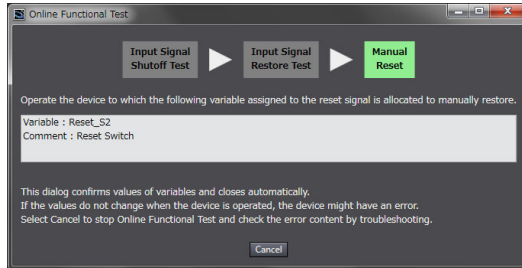 Online Functional Test
Input Signal
Shutoff Test
Input Signal
Restore Test
Manual
Reset
Operate the device to which the following variable assigned to the reset signal is allocated to manually restore.
Variable : Reset_S2
Comment : Reset Switch
This dialog confirms values of variables and closes automatically.
If the values do not change when the device is operated, the device might have an error.
Select Cancel to stop Online Functional Test and check the error content by troubleshooting.
Cancel